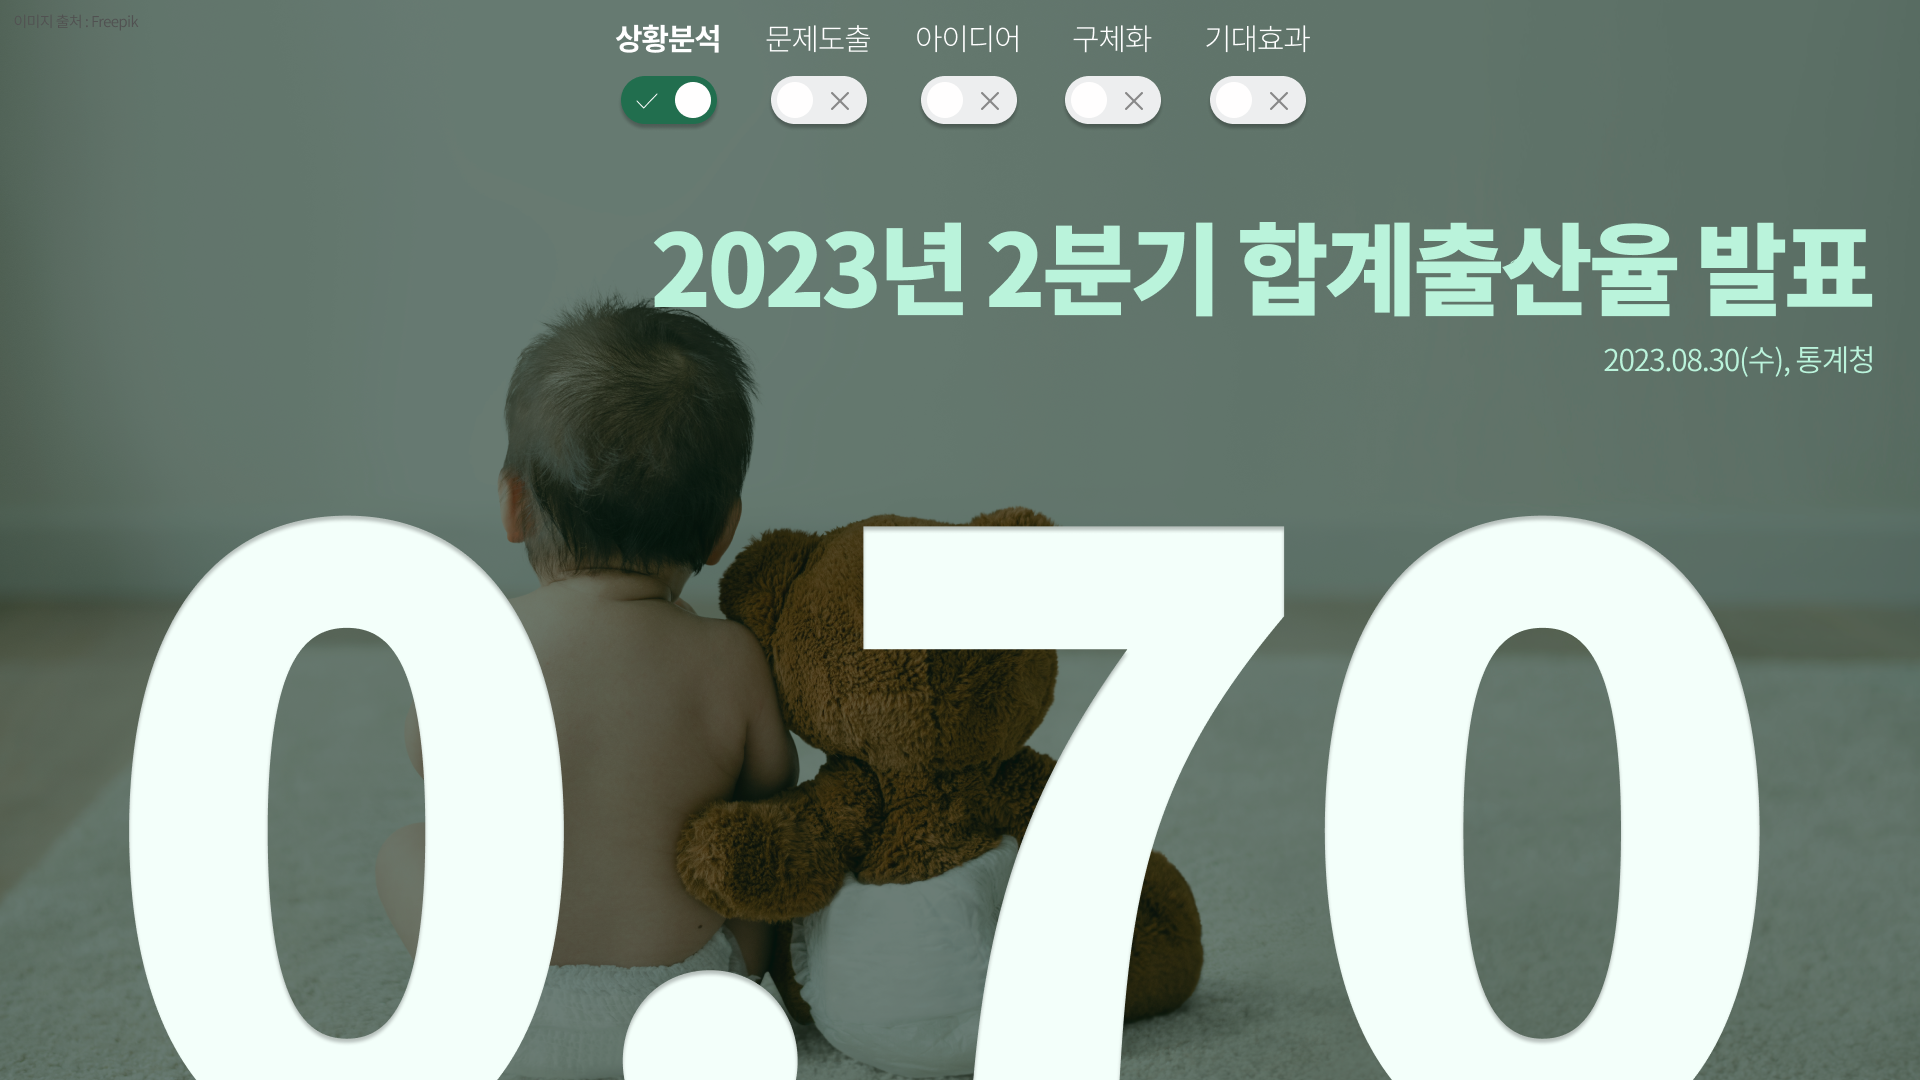 이미지 출처 : Freepik
상황분석 문제도출 아이디어 구체화 기대효과
2023년 2분기 합계출산율 발표
2023.08.30(수), 통계청
0.70